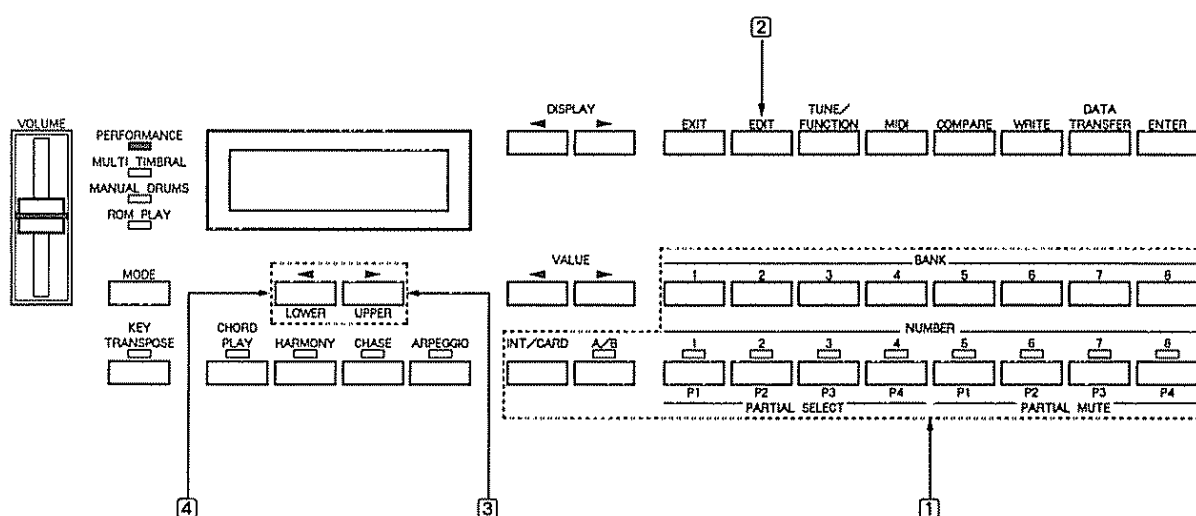 2
DISPLAY
TUNE/
FUNCTION
DATA
TRANSFER
EXIT EDIT MIDI COMPARE WRITE ENTER
VOLUME
PERFORMANCE
MULTI TIMBRAL
MANUAL DRUMS
ROM PLAY
MODE
LOWER UPPER
VALUE
BANK
1 2 3 4 5 6 7 8
NUMBER
KEY
TRANSPOSE
CHORD
PLAY
HARMONY CHASE ARPEGGIO
INT/CARD A/B
1 2 3 4 5 6 7 8
P1 P2 P3 P4 P1 P2 P3 P4
PARTIAL SELECT PARTIAL MUTE
4 3 1